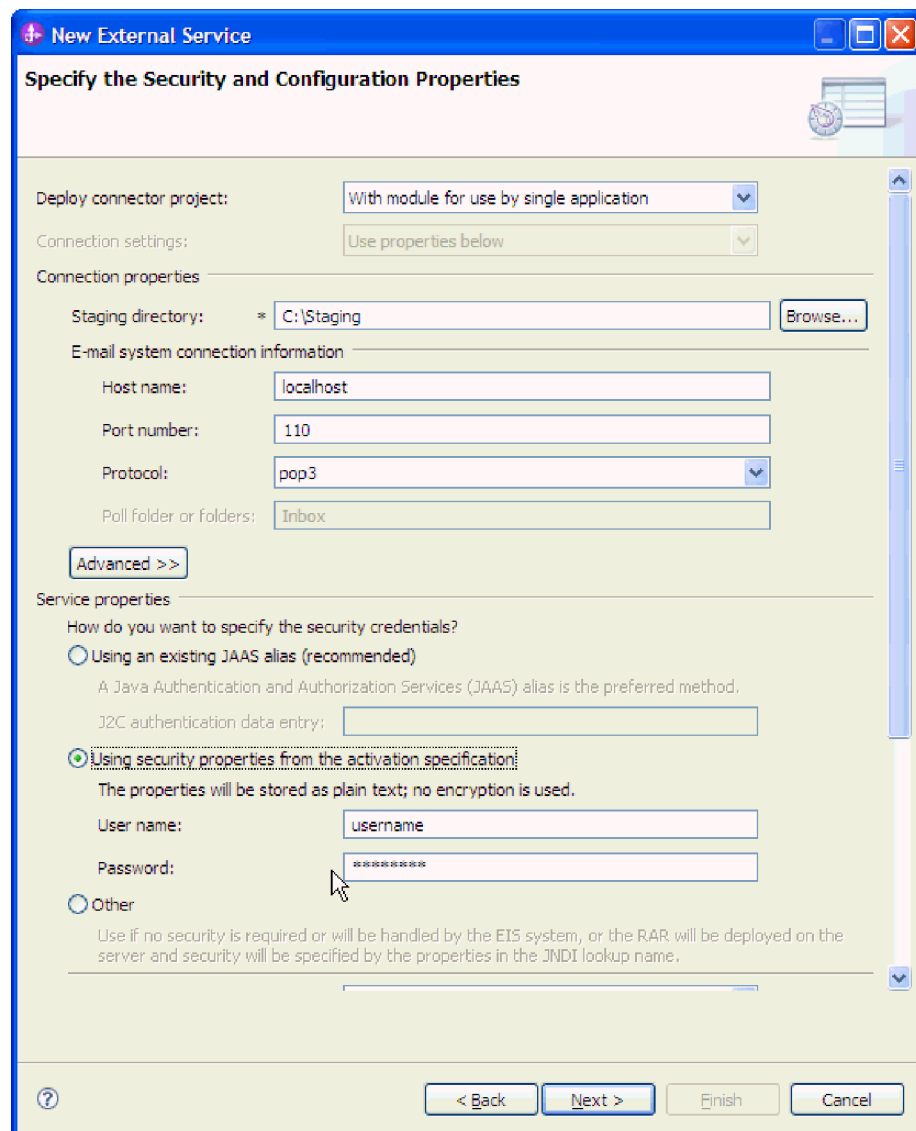 New External Service
Specify the Security and Configuration Properties
Deploy connector project: With module for use by single application
Connection settings: Use properties below
Connection properties
Staging directory: * C:\Staging Browse...
E-mail system connection information
Host name: localhost
Port number: 110
Protocol: pop3
Poll folder or folders: Inbox
Advanced >>
Service properties
How do you want to specify the security credentials?
Using an existing JAAS alias (recommended)
A Java Authentication and Authorization Services (JAAS) alias is the preferred method.
J2C authentication data entry:
Using security properties from the activation specification
The properties will be stored as plain text; no encryption is used.
User name: username
Password: ********
Other
Use if no security is required or will be handled by the EIS system, or the RAR will be deployed on the
server and security will be specified by the properties in the JNDI lookup name.
? < Back Next > Finish Cancel